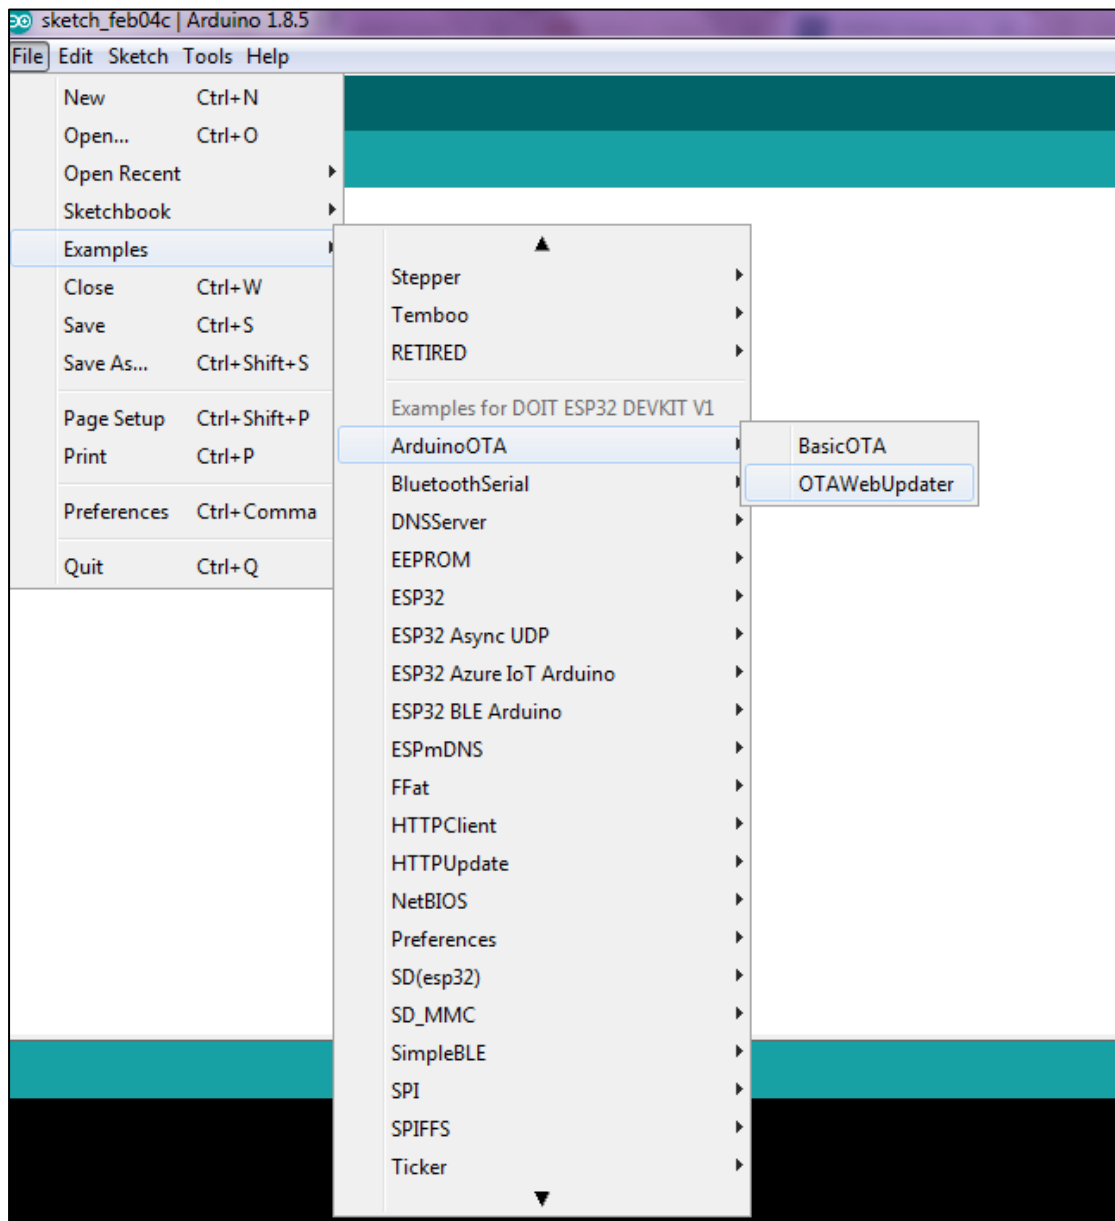 sketch_feb04c | Arduino 1.8.5
File Edit Sketch Tools Help
New Ctrl+N
Open... Ctrl+O
Open Recent
Sketchbook
Examples
Close Ctrl+W
Save Ctrl+S
Save As... Ctrl+Shift+S
Page Setup Ctrl+Shift+P
Print Ctrl+P
Preferences Ctrl+Comma
Quit Ctrl+Q
Stepper
Temboo
RETIRED
Examples for DOIT ESP32 DEVKIT V1
ArduinoOTA
BluetoothSerial
DNSServer
EEPROM
ESP32
ESP32 Async UDP
ESP32 Azure IoT Arduino
ESP32 BLE Arduino
ESPmDNS
FFat
HTTPClient
HTTPUpdate
NetBIOS
Preferences
SD(esp32)
SD_MMC
SimpleBLE
SPI
SPIFFS
Ticker
BasicOTA
OTAWebUpdater